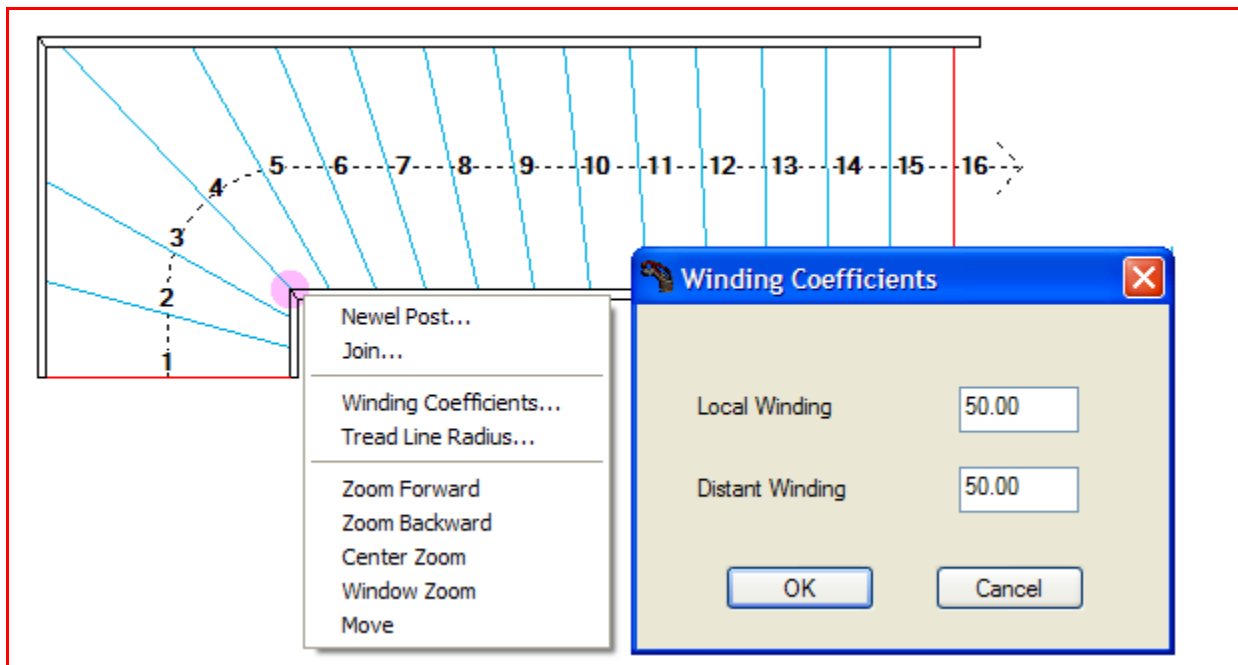 1
2
3
4
5 6 7 8 9 10 11 12 13 14 15 16
Newel Post...
Join...
Winding Coefficients...
Tread Line Radius...
Zoom Forward
Zoom Backward
Center Zoom
Window Zoom
Move
Winding Coefficients
Local Winding 50.00
Distant Winding 50.00
OK Cancel